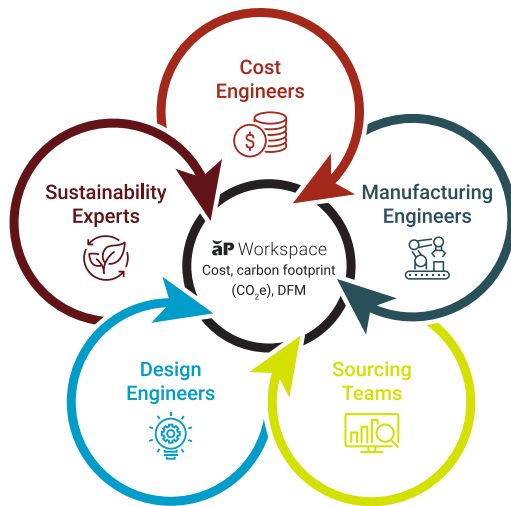 Cost
Engineers
$
Sustainability
Experts
Manufacturing
Engineers
aP Workspace
Cost, carbon footprint
(CO₂e), DFM
Design
Engineers
Sourcing
Teams